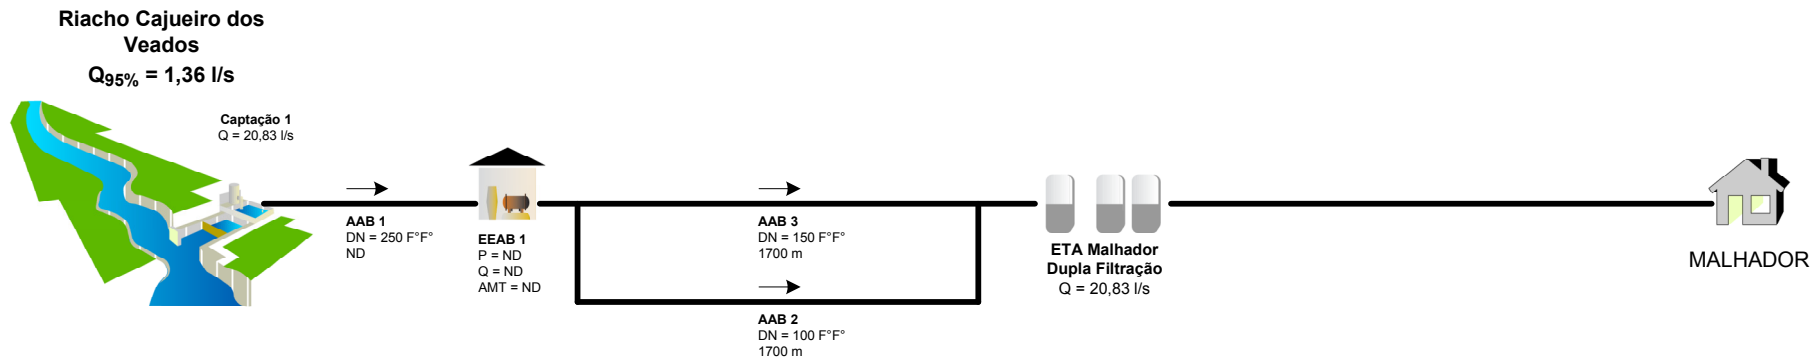 Riacho Cajueiro dos
Veados
Q95% = 1,36 l/s
Captação 1
Q = 20,83 l/s
AAB 1
DN = 250 F°F°
ND
EEAB 1
P = ND
Q = ND
AMT = ND
AAB 3
DN = 150 F°F°
1700 m
AAB 2
DN = 100 F°F°
1700 m
ETA Malhador
Dupla Filtração
Q = 20,83 l/s
MALHADOR